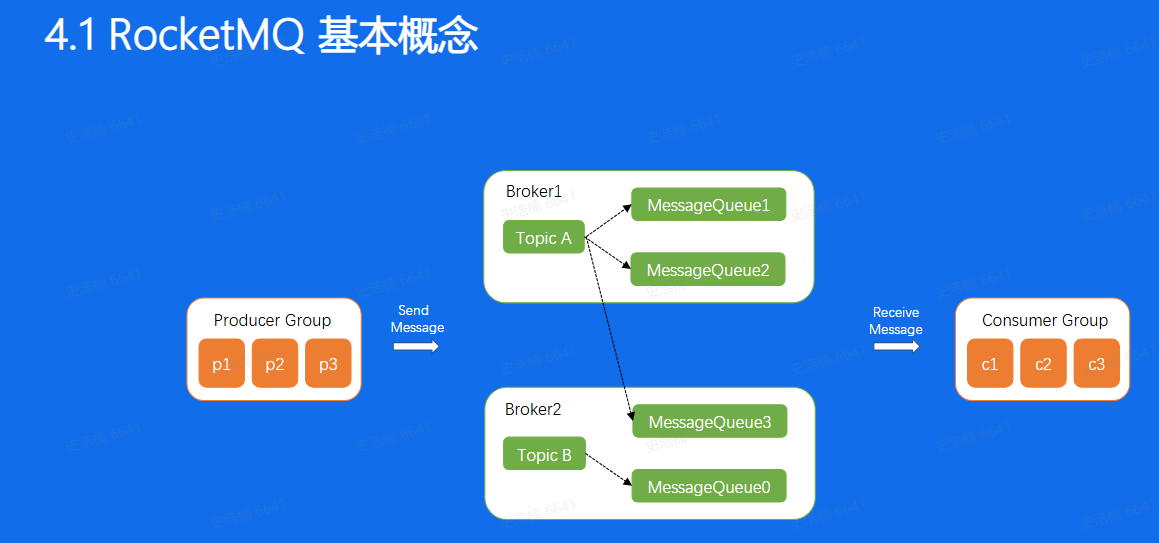 4.1 RocketMQ 基本概念
Broker1
MessageQueue1
Topic A
MessageQueue2
Producer Group
p1
p2
p3
Send
Message
Receive
Message
Consumer Group
c1
c2
c3
Broker2
MessageQueue3
Topic B
MessageQueue0